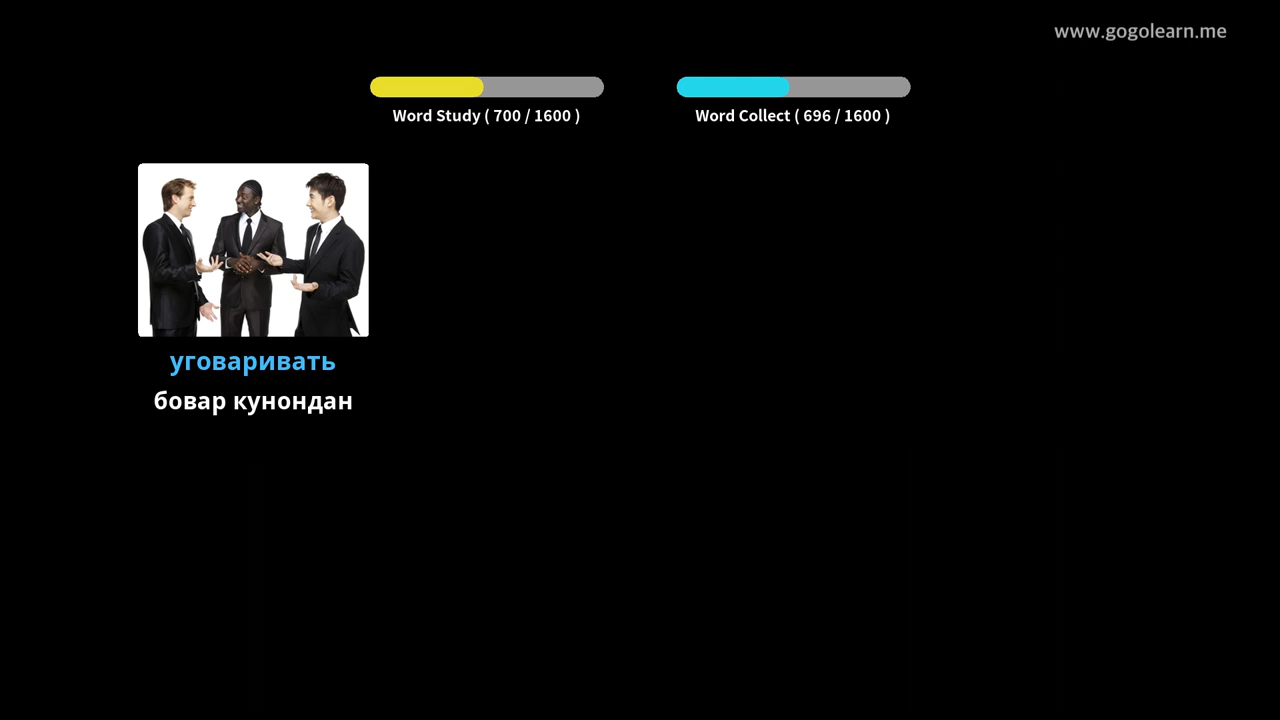 www.gogolearn.me
Word Study ( 700 / 1600 )
Word Collect ( 696 / 1600 )
уговаривать
бовар кунондан